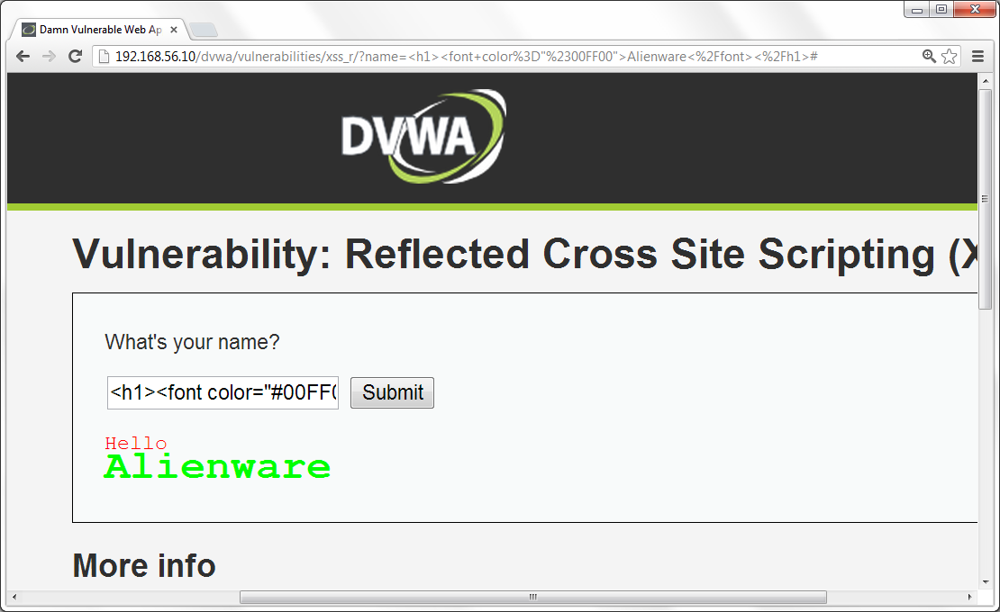 Damn Vulnerable Web Ap
192.168.56.10/dvwa/vulnerabilities/xss_r/?name=<h1><font+color%3D"%2300FF00">Alienware<%2Ffont><%2Fh1>#
DVWA
Vulnerability: Reflected Cross Site Scripting (X
What's your name?
<h1><font color="#00FF0 Submit
Hello
Alienware
More info